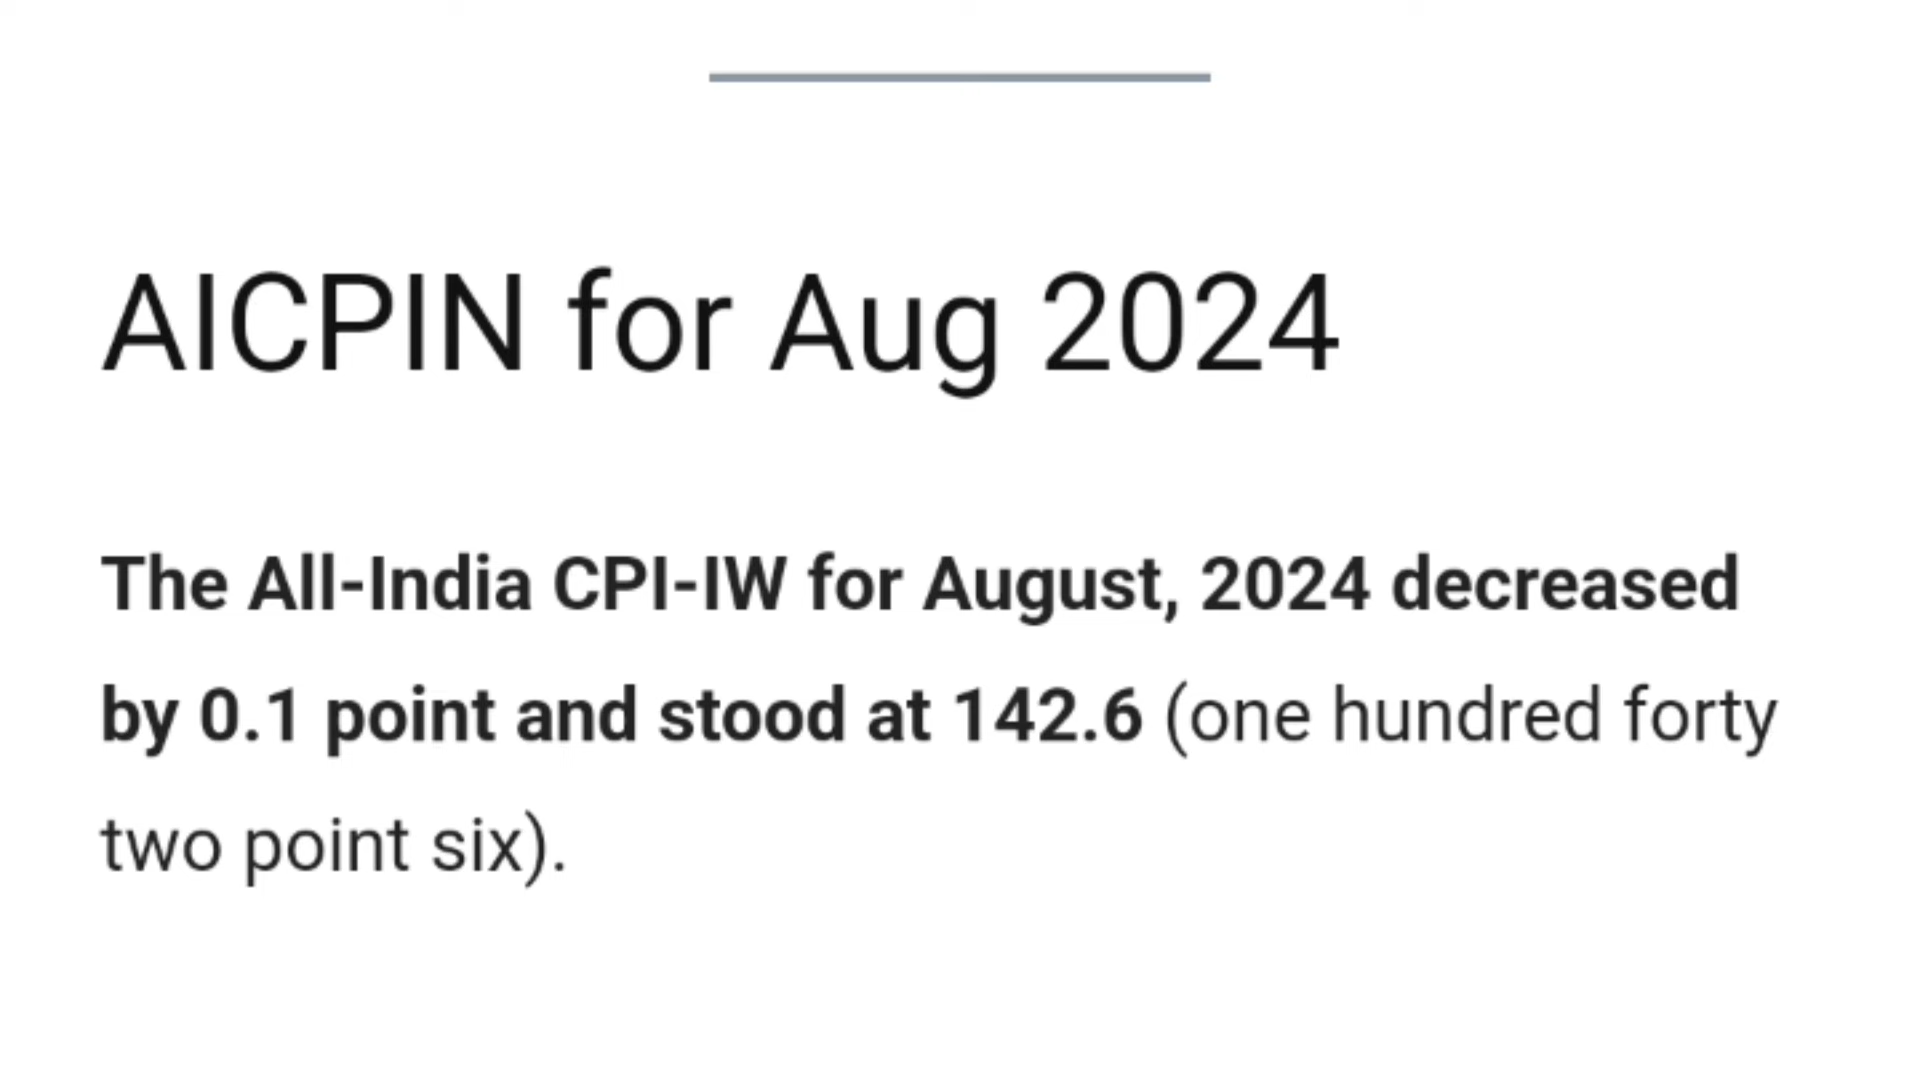 AICPIN for Aug 2024
The All-India CPI-IW for August, 2024 decreased
by 0.1 point and stood at 142.6 (one hundred forty
two point six).